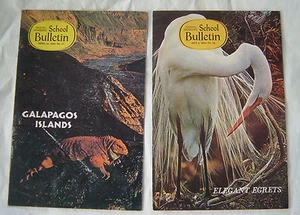 School
Bulletin
GALAPAGOS
ISLANDS
School
Bulletin
ELEGANT EGRETS